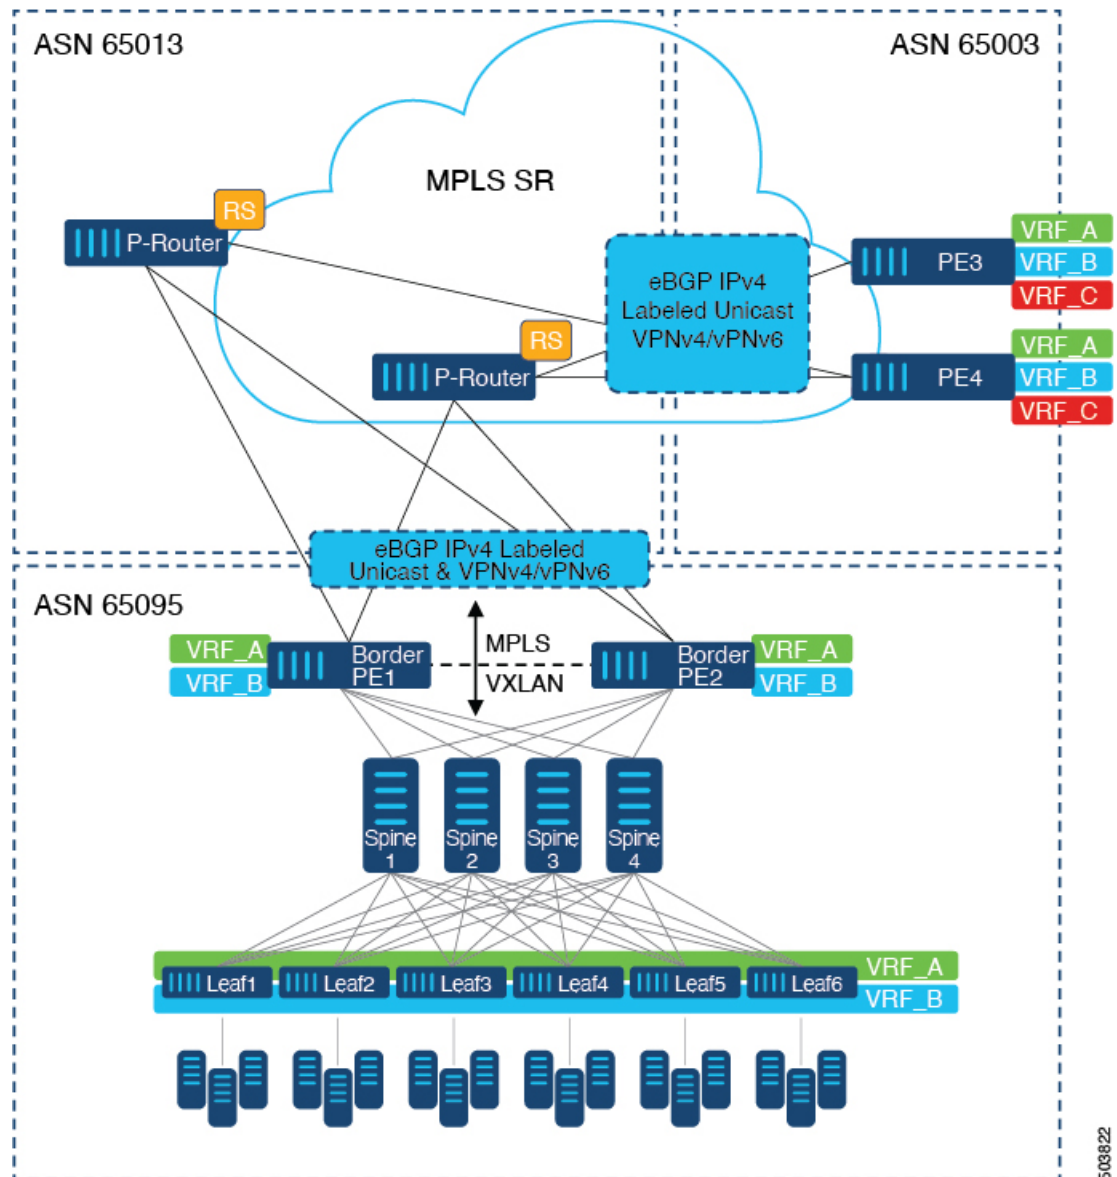 ASN 65013
ASN 65003
MPLS SR
RS
P-Router
eBGP IPv4
Labeled Unicast
VPNv4/vPNv6
PE3
VRF_A
VRF_B
VRF_C
RS
P-Router
PE4
VRF_A
VRF_B
VRF_C
eBGP IPv4 Labeled
Unicast & VPNv4/vPNv6
ASN 65095
VRF_A
VRF_B
Border
PE1
MPLS
VXLAN
Border
PE2
VRF_A
VRF_B
Spine
1
Spine
2
Spine
3
Spine
4
Leaf1
Leaf2
Leaf3
Leaf4
Leaf5
Leaf6
VRF_A
VRF_B
503822